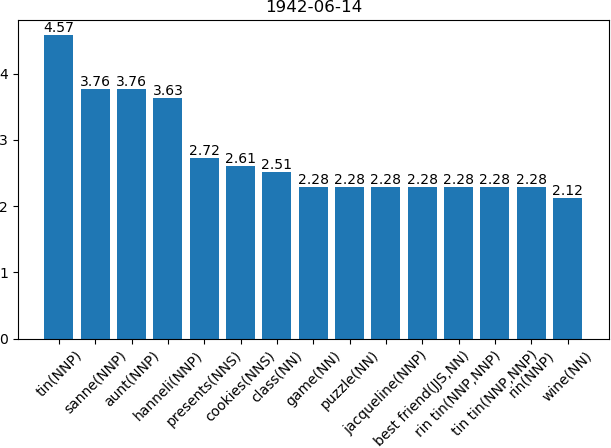 1942-06-14
4.57
3.76 3.76
3.63
2.72
2.61
2.51
2.28 2.28 2.28 2.28 2.28 2.28 2.28
2.12
4
3
2
1
0
tin(NNP)
sanne(NNP)
aunt(NNP)
hanneli(NNP)
presents(NNS)
cookies(NNS)
class(NN)
game(NN)
puzzle(NN)
jacqueline(NNP)
best friend(JJS,NN)
rin tin(NNP,NNP)
tin tin(NNP,NNP)
rin(NNP)
wine(NN)